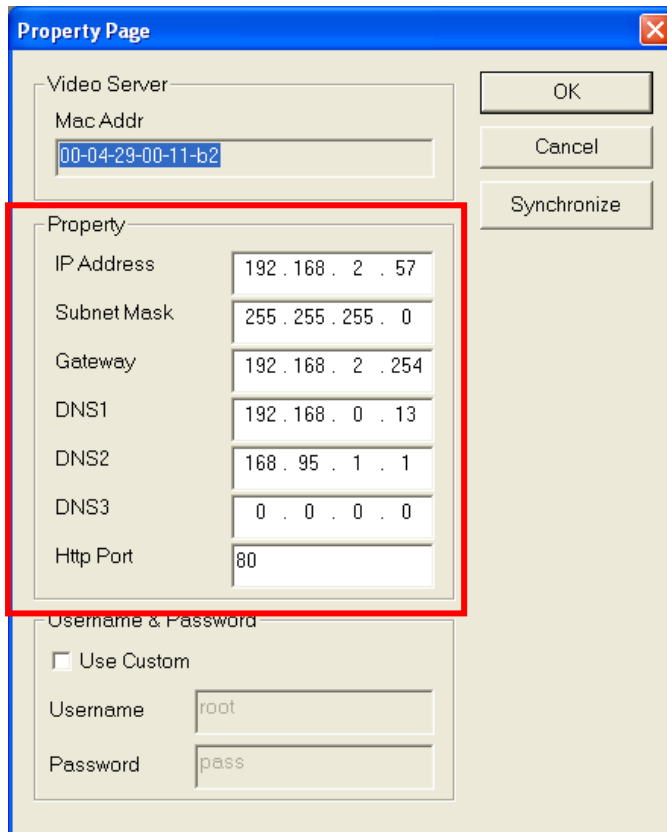 Property Page
Video Server
Mac Addr
00-04-29-00-11-b2
OK
Cancel
Synchronize
Property
IP Address 192 . 168 . 2 . 57
Subnet Mask 255 . 255 . 255 . 0
Gateway 192 . 168 . 2 . 254
DNS1 192 . 168 . 0 . 13
DNS2 168 . 95 . 1 . 1
DNS3 0 . 0 . 0 . 0
Http Port 80
Username & Password
Use Custom
Username root
Password pass